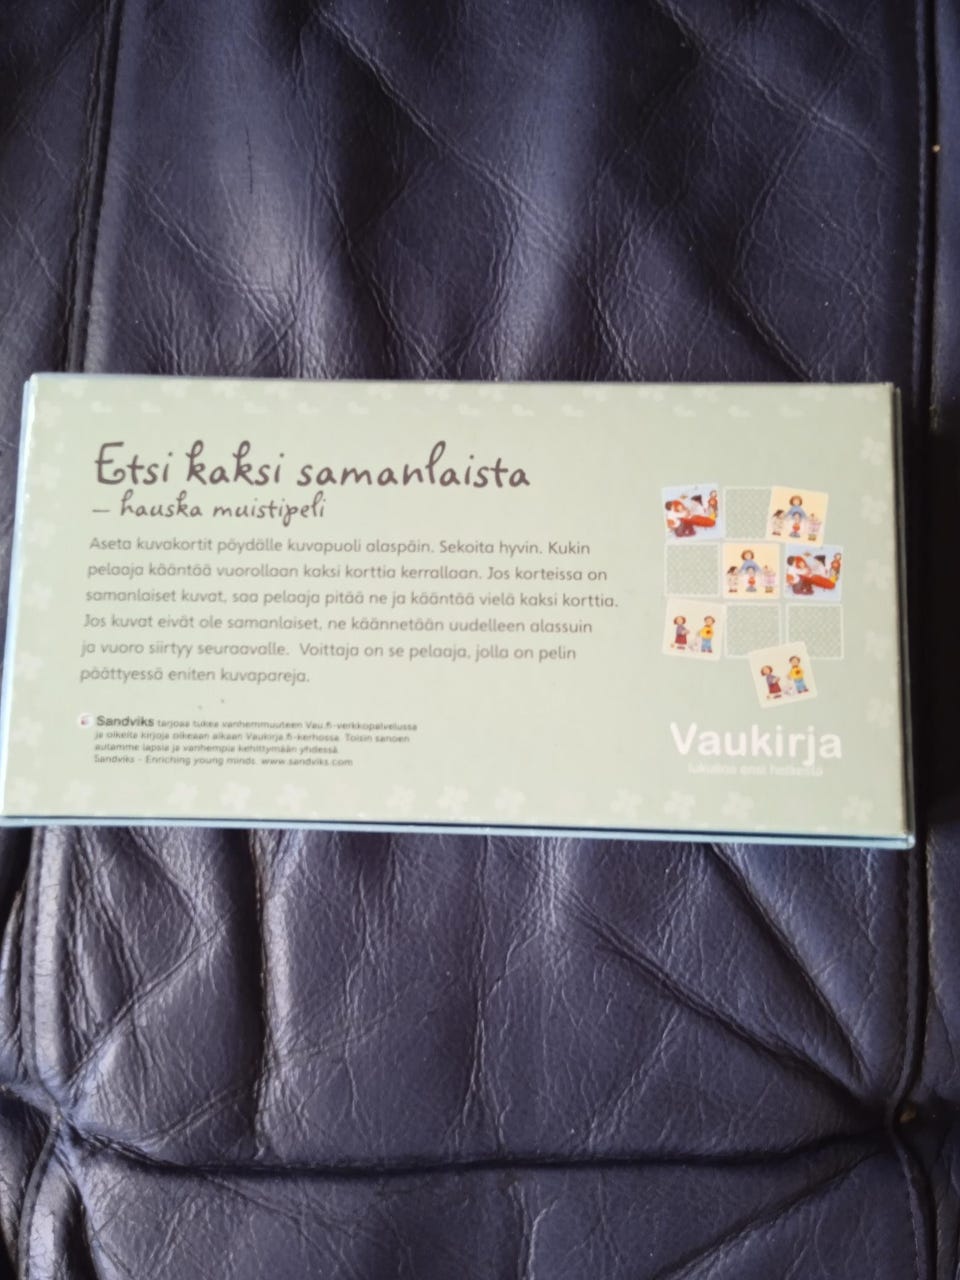 Etsi kaksi samanlaista
– hauska muistipeli
Aseta kuvakortit pöydälle kuvapuoli alaspäin. Sekoita hyvin. Kukin
pelaaja kääntää vuorollaan kaksi korttia kerrallaan. Jos korteissa on
samanlaiset kuvat, saa pelaaja pitää ne ja kääntää vielä kaksi korttia.
Jos kuvat eivät ole samanlaiset, ne käännetään uudelleen alassuin
ja vuoro siirtyy seuraavalle. Voittaja on se pelaaja, jolla on pelin
päättyessä eniten kuvapareja.
Sandviks tarjoaa tukea vanhemmuuteen Vau.fi-verkkopalvelussa
ja oikeita kirjoja oikeaan aikaan Vaukirja.fi-kerhossa. Toisin sanoen
autamme lapsia ja vanhempia kehittymään yhdessä.
Sandviks - Enriching young minds. www.sandviks.com
Vaukirja
lukuiloa ensi hetkestä